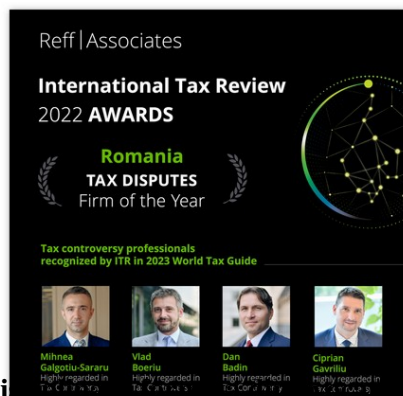 Reff | Associates
International Tax Review
2022 AWARDS
Romania
TAX DISPUTES
Firm of the Year
Tax controversy professionals
recognized by ITR in 2023 World Tax Guide
Mihnea
Galgotiu-Sararu
Highly regarded in
Vlad
Boeriu
Highly regarded in
Dan
Badin
Highly regarded in
Ciprian
Gavriliu
Highly regarded in